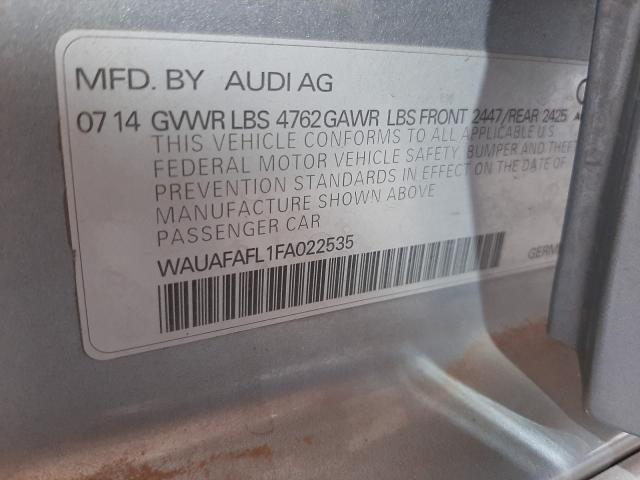 MFD. BY AUDI AG
07 14 GVWR LBS 4762 GAWR LBS FRONT 2447/REAR 2425
THIS VEHICLE CONFORMS TO ALL APPLICABLE U.S.
FEDERAL MOTOR VEHICLE SAFETY, BUMPER AND THEFT
PREVENTION STANDARDS IN EFFECT ON THE DATE OF
MANUFACTURE SHOWN ABOVE
PASSENGER CAR
WAUAFAFL1FA022535
GERM